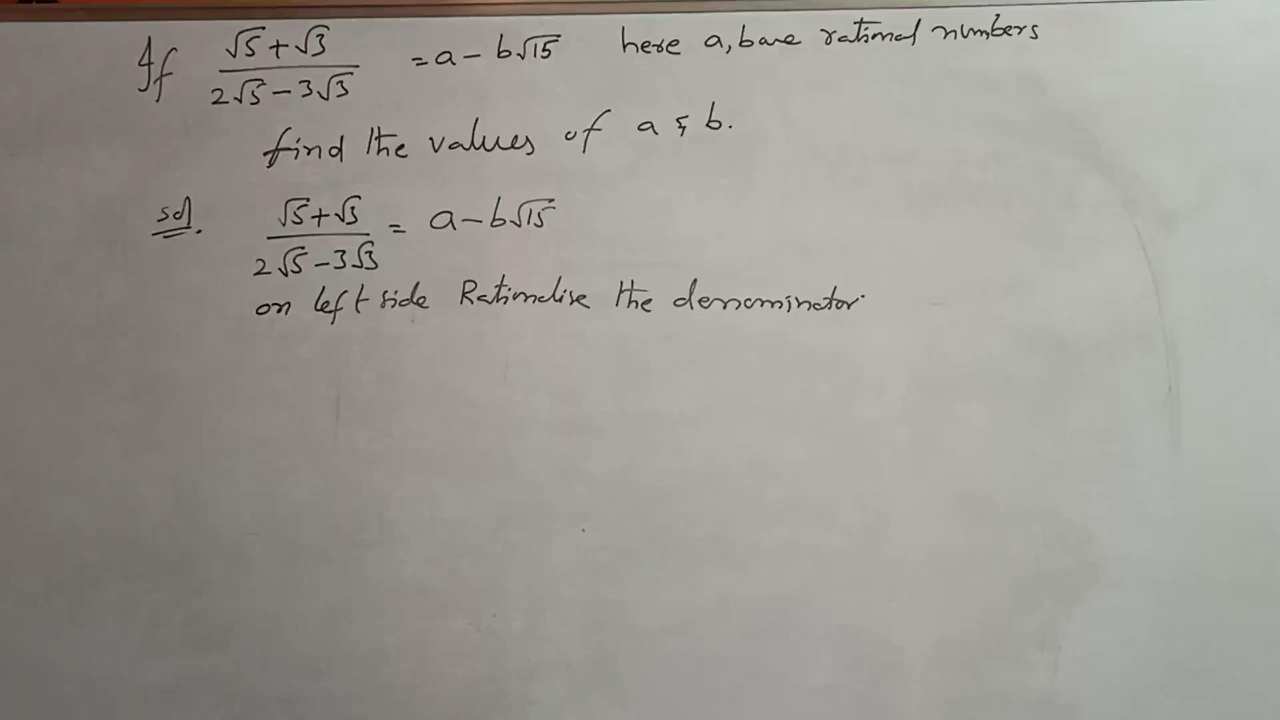 If (√5 + √3)/(2√5 − 3√3) = a − b√15 here a, b are rational numbers
find the values of a & b.
sol. (√5 + √3)/(2√5 − 3√3) = a − b√15
on left side Rationalise the denominator.